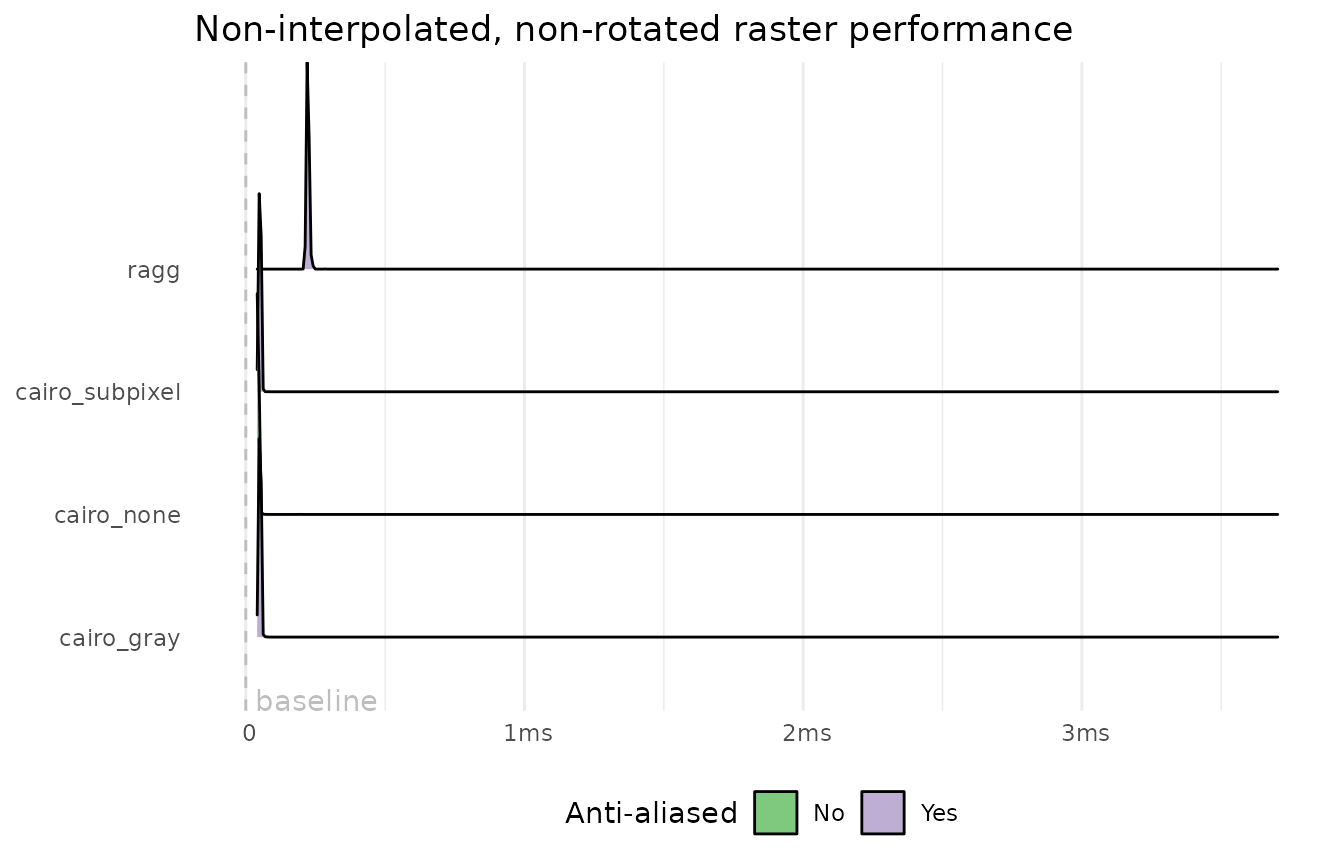 Non-interpolated, non-rotated raster performance
ragg
cairo_subpixel
cairo_none
cairo_gray
baseline
0 1ms 2ms 3ms
Anti-aliased No Yes